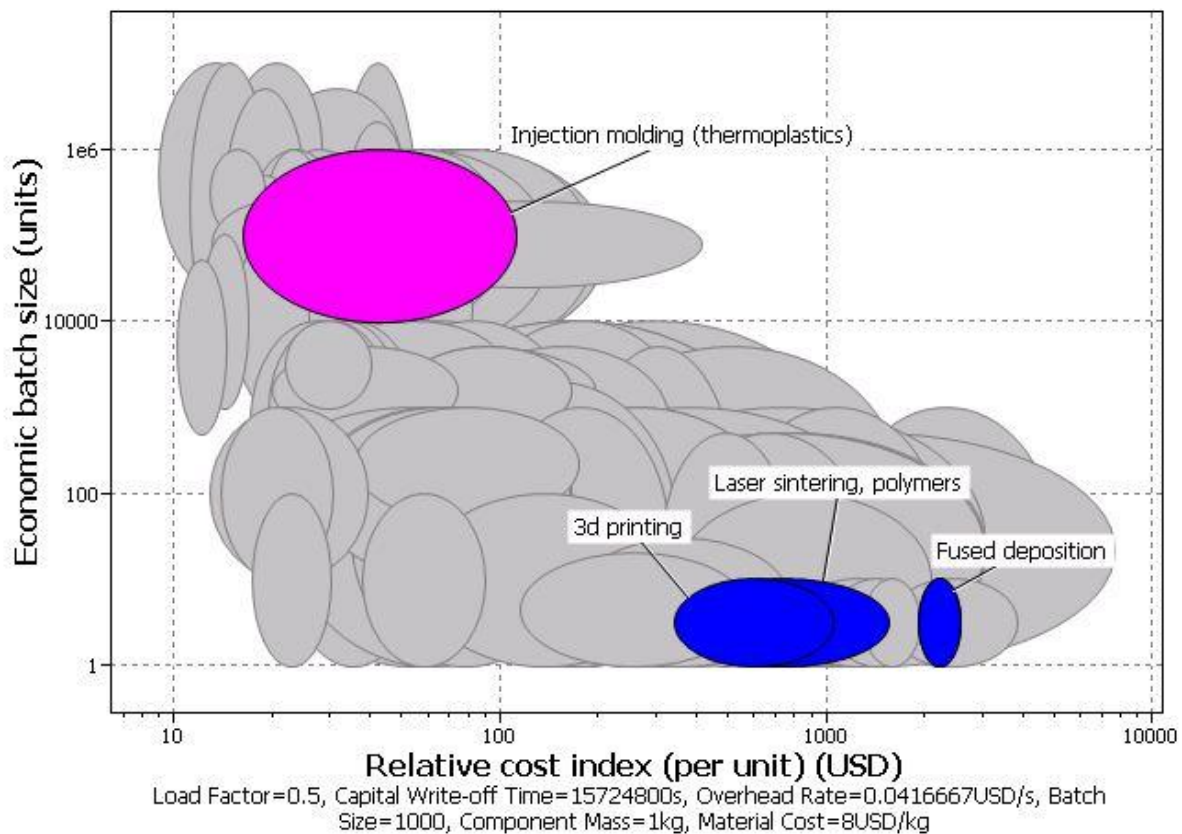 Economic batch size (units)
1e6
10000
100
1
Injection molding (thermoplastics)
Laser sintering, polymers
3d printing
Fused deposition
10
100
1000
10000
Relative cost index (per unit) (USD)
Load Factor=0.5, Capital Write-off Time=15724800s, Overhead Rate=0.0416667USD/s, Batch
Size=1000, Component Mass=1kg, Material Cost=8USD/kg